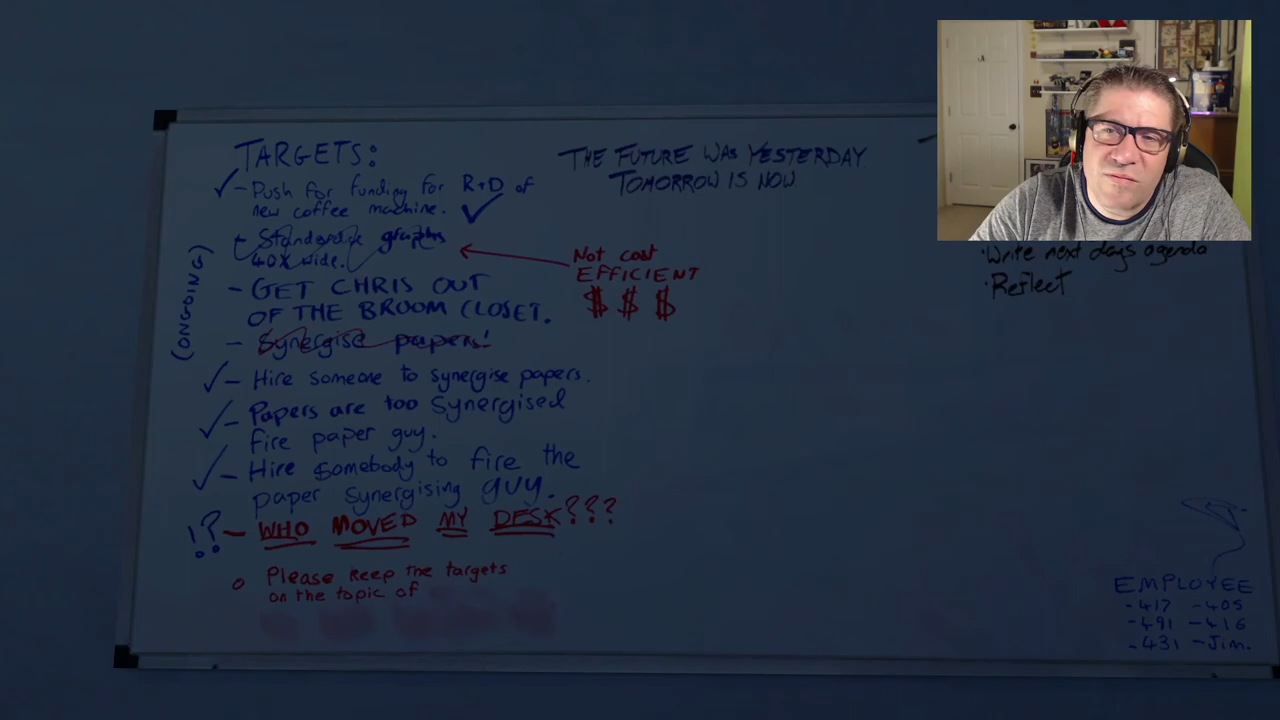 TARGETS:
✓ - Push for funding for R+D of
new coffee machine. ✓
- Standardise graphs
40X wide.
(ONGOING)
- GET CHRIS OUT
OF THE BROOM CLOSET.
- Synergise papers!
✓ - Hire someone to synergise papers.
✓ - Papers are too synergised
fire paper guy.
✓ - Hire somebody to fire the
paper synergising guy.
!? - WHO MOVED MY DESK???
o Please keep the targets
on the topic of
THE FUTURE WAS YESTERDAY
TOMORROW IS NOW
Not cost
EFFICIENT
$ $ $
· Write next days agenda
· Reflect
EMPLOYEE
- 417 - 405
- 491 - 416
- 431 - Jim.